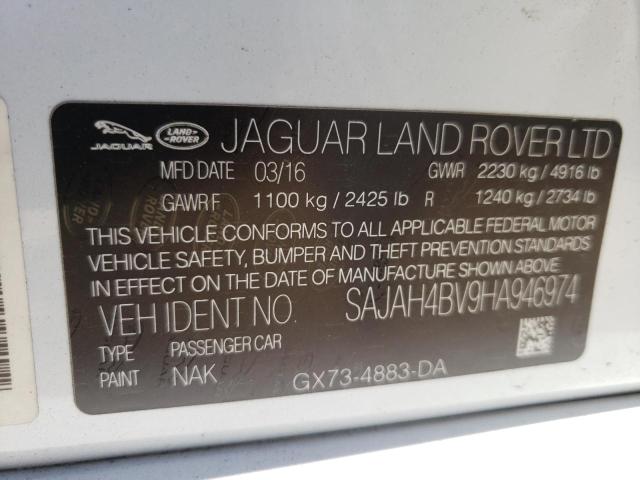 JAGUAR LAND- ROVER JAGUAR LAND ROVER LTD
MFD DATE 03/16 GWR 2230 kg / 4916 lb
GAWR F 1100 kg / 2425 lb R 1240 kg / 2734 lb
THIS VEHICLE CONFORMS TO ALL APPLICABLE FEDERAL MOTOR
VEHICLE SAFETY, BUMPER AND THEFT PREVENTION STANDARDS
IN EFFECT ON THE DATE OF MANUFACTURE SHOWN ABOVE.
VEH IDENT NO. SAJAH4BV9HA946974
TYPE PASSENGER CAR
PAINT NAK GX73-4883-DA